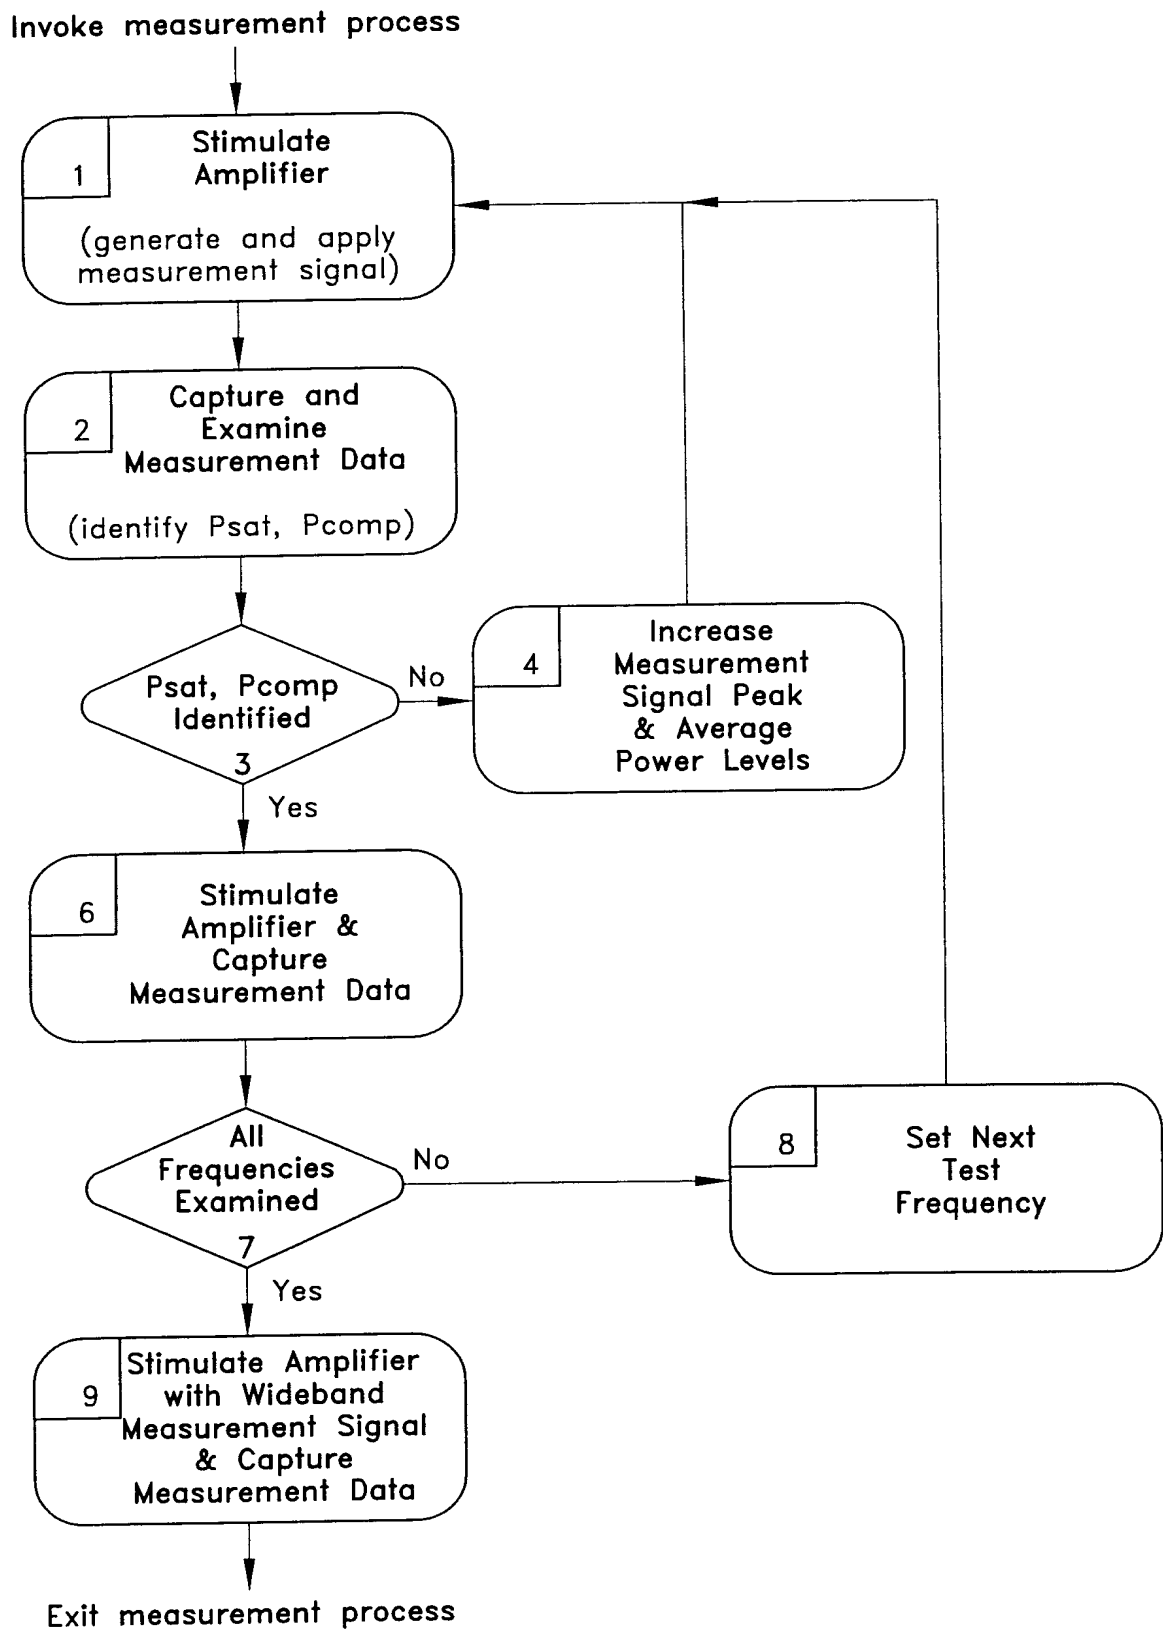 Invoke measurement process
1
Stimulate
Amplifier
(generate and apply
measurement signal)
2
Capture and
Examine
Measurement Data
(identify Psat, Pcomp)
Psat, Pcomp
Identified
3
No
Yes
4
Increase
Measurement
Signal Peak
& Average
Power Levels
6
Stimulate
Amplifier &
Capture
Measurement Data
All
Frequencies
Examined
7
No
Yes
8
Set Next
Test
Frequency
9
Stimulate Amplifier
with Wideband
Measurement Signal
& Capture
Measurement Data
Exit measurement process